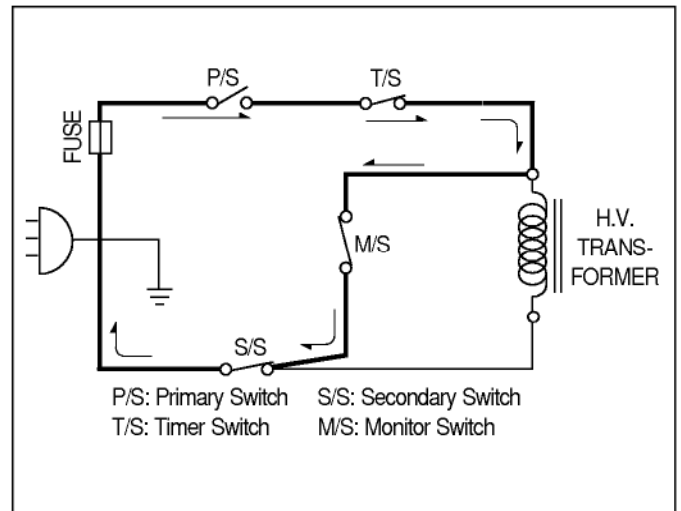 P/S
T/S
FUSE
M/S
H.V.
TRANS-
FORMER
S/S
P/S: Primary Switch S/S: Secondary Switch
T/S: Timer Switch M/S: Monitor Switch